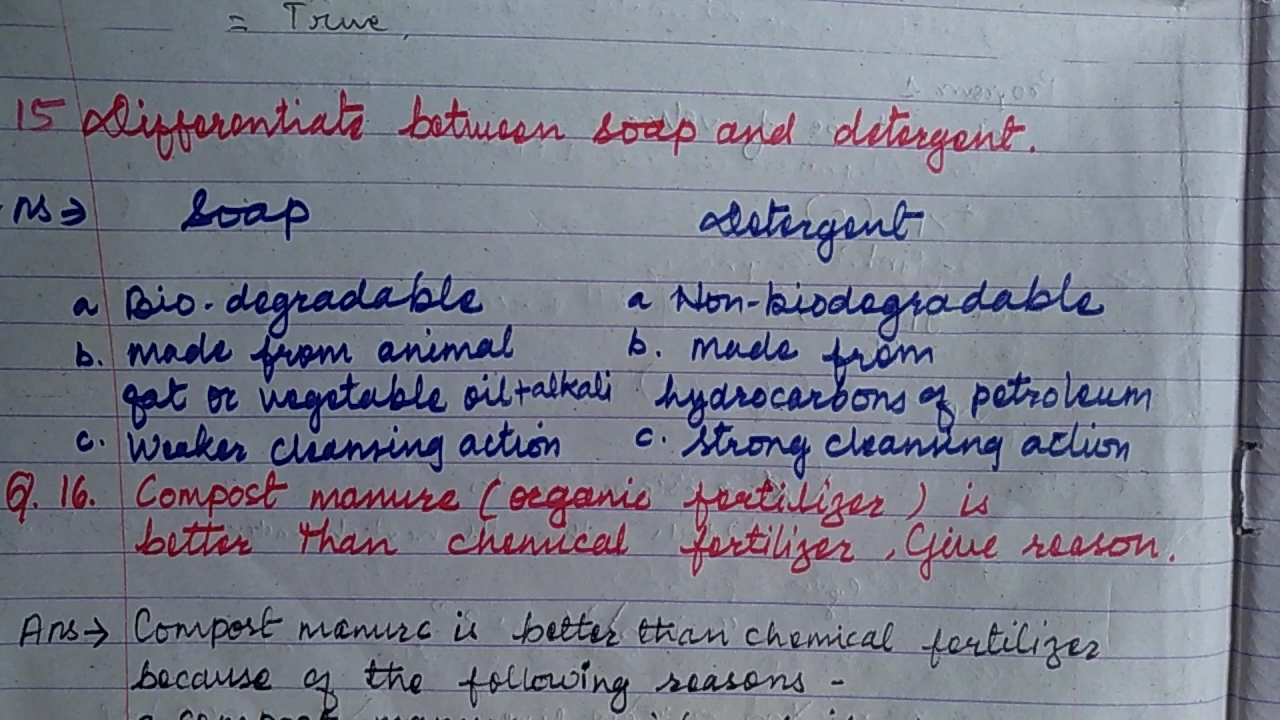 = True,
15 Differentiate between soap and detergent.
ns ⇒ Soap Detergent
a Bio-degradable a Non-biodegradable
b. made from animal b. made from
fat or vegetable oil+alkali hydrocarbons of petroleum
c. Weaker cleansing action c. strong cleansing action
Q. 16. Compost manure (organic fertilizer) is
better than chemical fertilizer, Give reason.
Ans → Compost manure is better than chemical fertilizer
because of the following reasons -